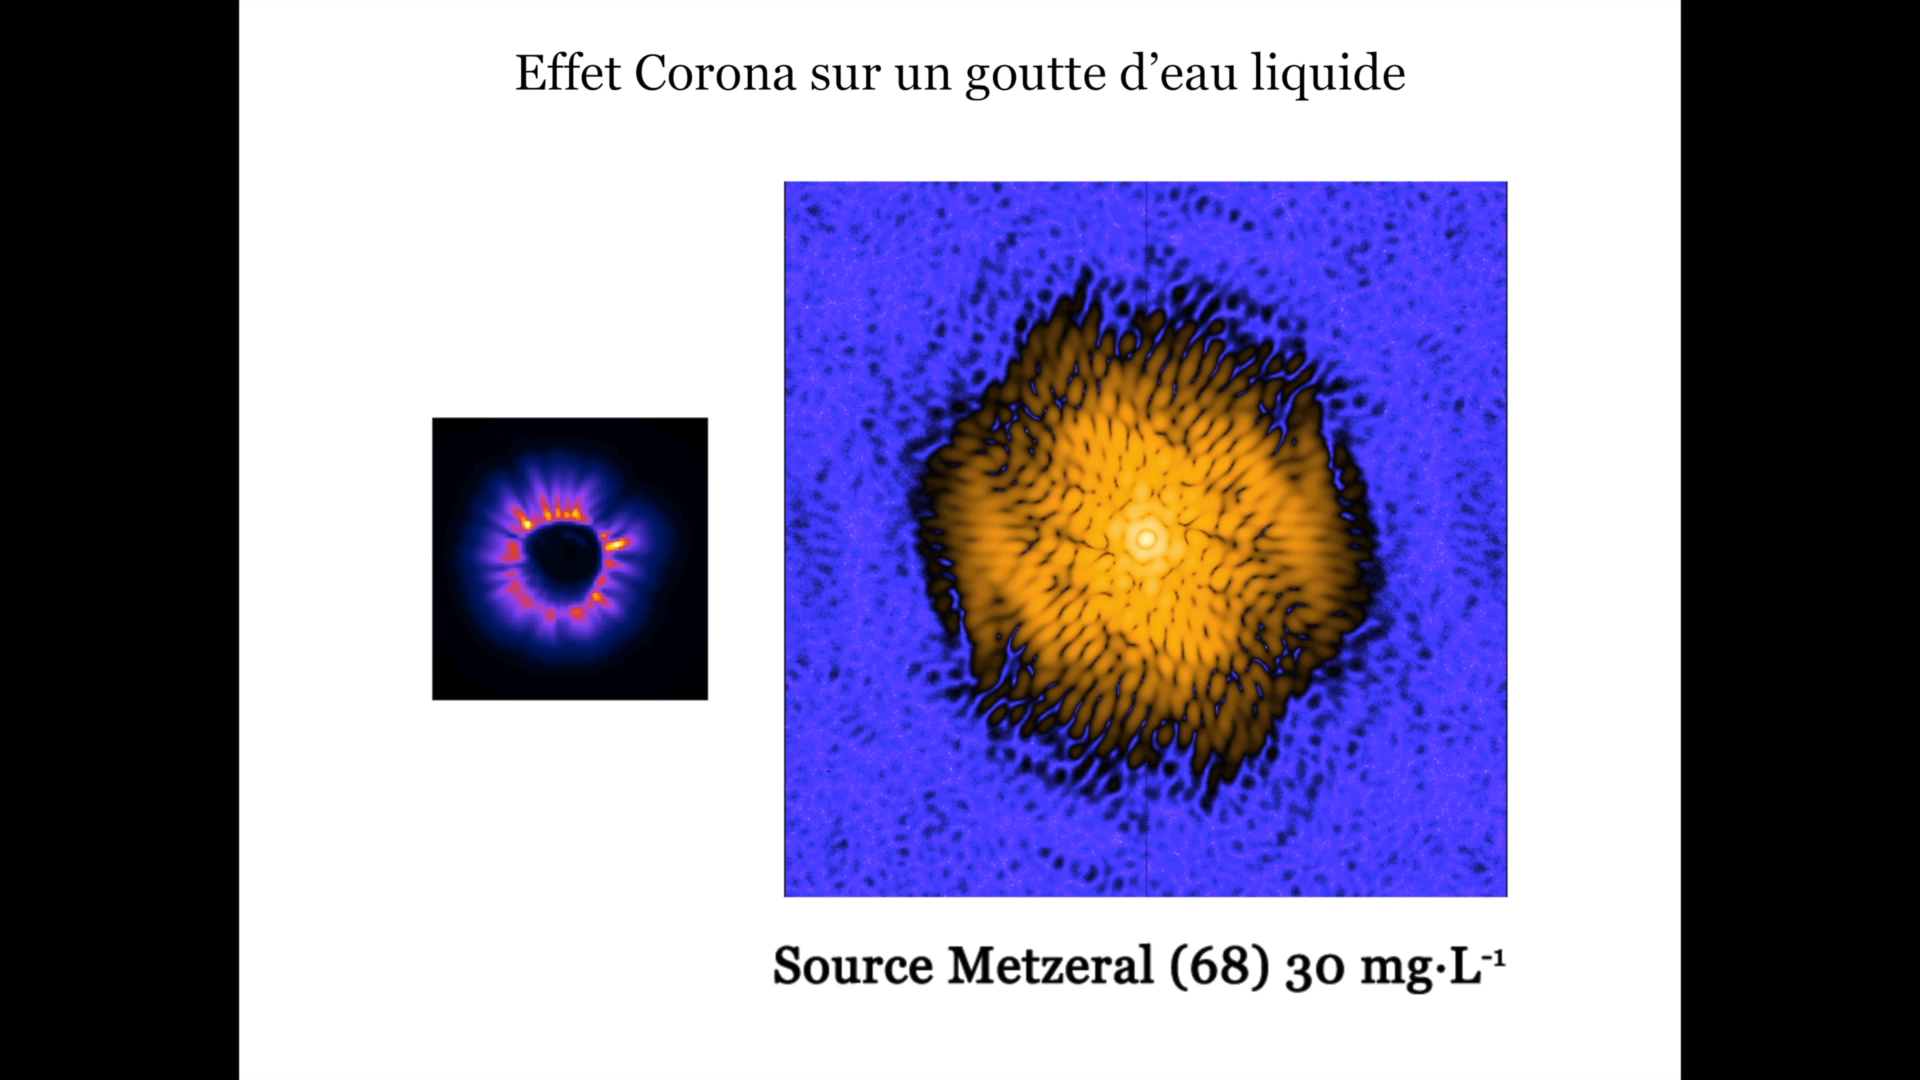 Effet Corona sur un goutte d’eau liquide
Source Metzeral (68) 30 mg·L⁻¹